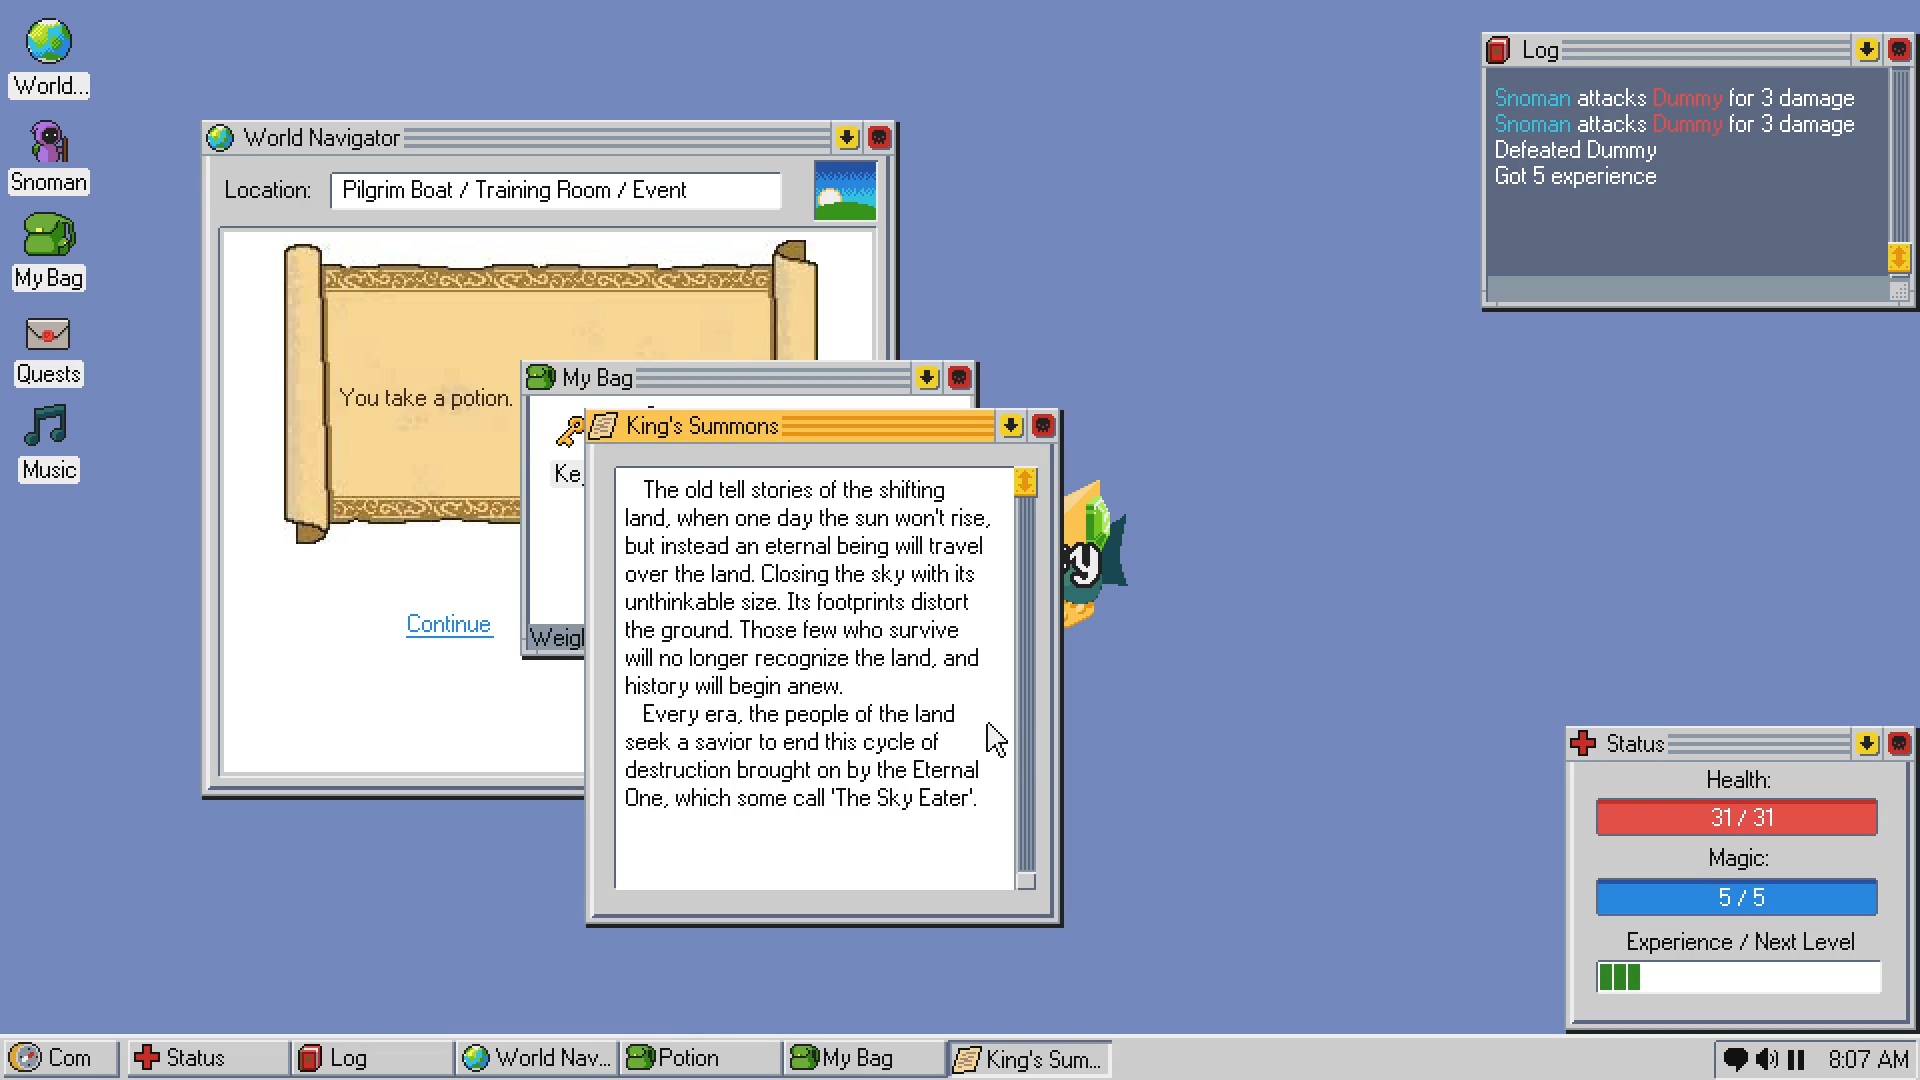 World...
Snoman
My Bag
Quests
Music
World Navigator
Location:
Pilgrim Boat / Training Room / Event
You take a potion.
Continue
My Bag
King's Summons
The old tell stories of the shifting
land, when one day the sun won't rise,
but instead an eternal being will travel
over the land. Closing the sky with its
unthinkable size. Its footprints distort
the ground. Those few who survive
will no longer recognize the land, and
history will begin anew.
Every era, the people of the land
seek a savior to end this cycle of
destruction brought on by the Eternal
One, which some call 'The Sky Eater'.
Log
Snoman attacks Dummy for 3 damage
Snoman attacks Dummy for 3 damage
Defeated Dummy
Got 5 experience
Status
Health:
31 / 31
Magic:
5 / 5
Experience / Next Level
Com
Status
Log
World Nav...
Potion
My Bag
King's Sum...
8:07 AM